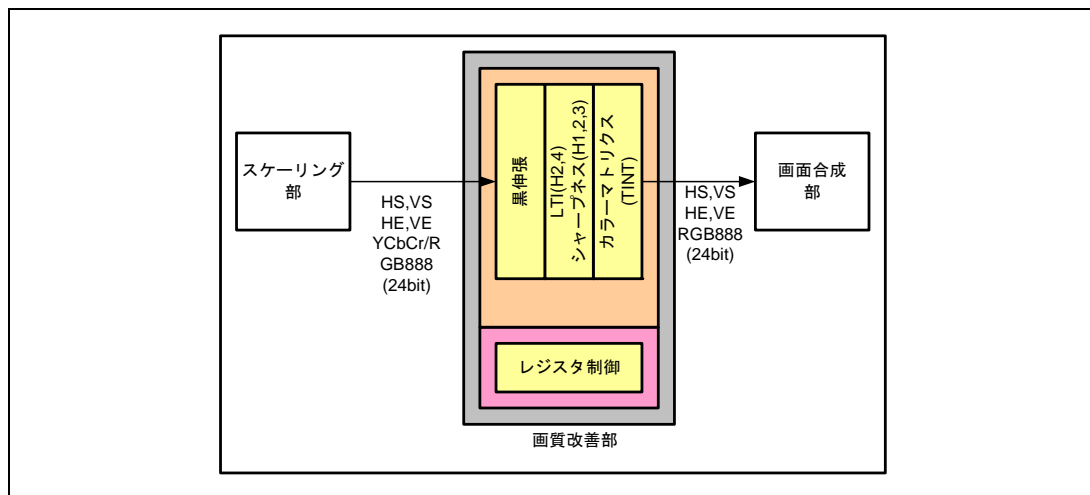 スケーリング
部
HS,VS
HE,VE
YCbCr/R
GB888
(24bit)
黒伸張
LTI(H2,4)
シャープネス(H1,2,3)
カラーマトリクス
(TINT)
レジスタ制御
画質改善部
HS,VS
HE,VE
RGB888
(24bit)
画面合成
部